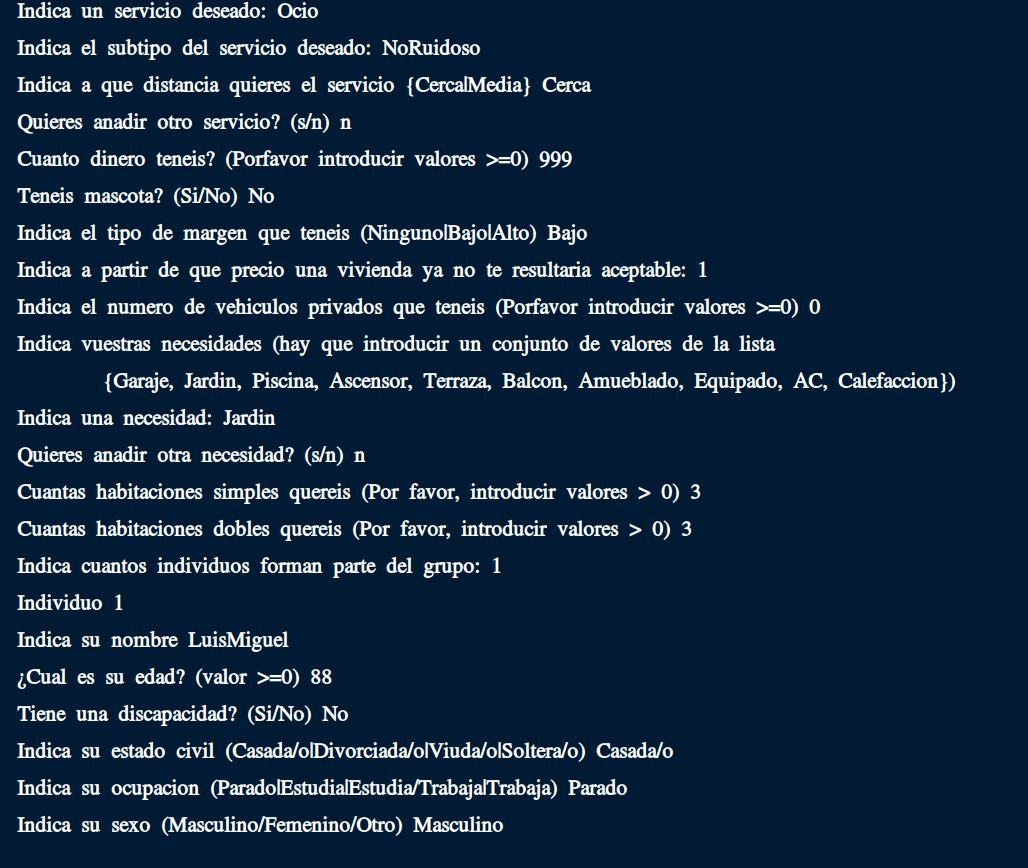 Indica un servicio deseado: Ocio
Indica el subtipo del servicio deseado: NoRuidoso
Indica a que distancia quieres el servicio {Cerca|Media} Cerca
Quieres anadir otro servicio? (s/n) n
Cuanto dinero teneis? (Porfavor introducir valores >=0) 999
Teneis mascota? (Si/No) No
Indica el tipo de margen que teneis (Ninguno|Bajo|Alto) Bajo
Indica a partir de que precio una vivienda ya no te resultaria aceptable: 1
Indica el numero de vehiculos privados que teneis (Porfavor introducir valores >=0) 0
Indica vuestras necesidades (hay que introducir un conjunto de valores de la lista
{Garaje, Jardin, Piscina, Ascensor, Terraza, Balcon, Amueblado, Equipado, AC, Calefaccion})
Indica una necesidad: Jardin
Quieres anadir otra necesidad? (s/n) n
Cuantas habitaciones simples quereis (Por favor, introducir valores > 0) 3
Cuantas habitaciones dobles quereis (Por favor, introducir valores > 0) 3
Indica cuantos individuos forman parte del grupo: 1
Individuo 1
Indica su nombre LuisMiguel
¿Cual es su edad? (valor >=0) 88
Tiene una discapacidad? (Si/No) No
Indica su estado civil (Casada/o|Divorciada/o|Viuda/o|Soltera/o) Casada/o
Indica su ocupacion (Parado|Estudia|Estudia/Trabaja|Trabaja) Parado
Indica su sexo (Masculino/Femenino/Otro) Masculino